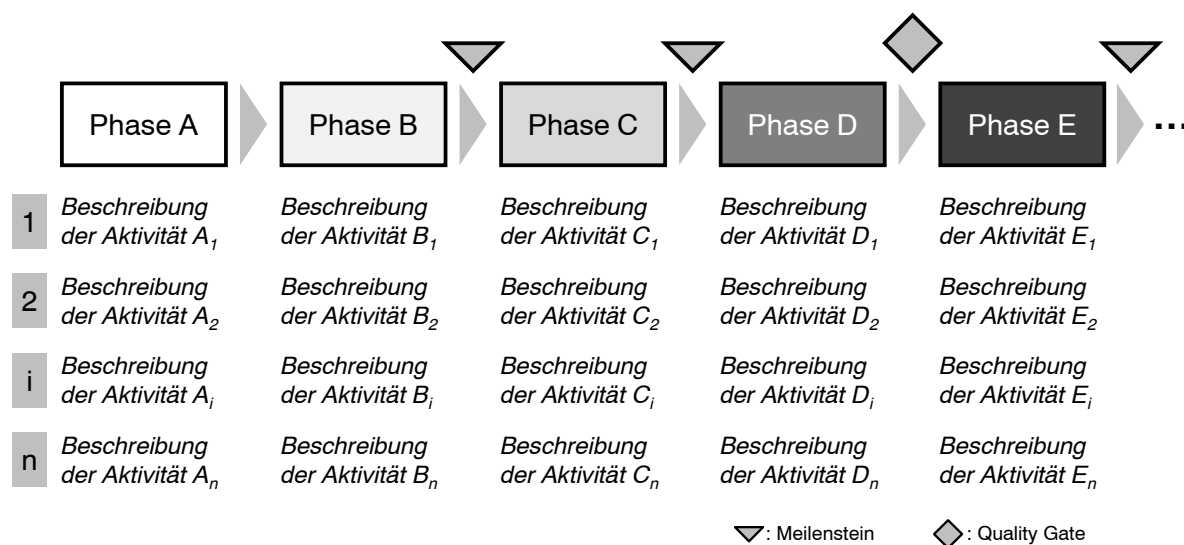 Phase A Phase B Phase C Phase D Phase E ...
1 Beschreibung Beschreibung Beschreibung Beschreibung Beschreibung
der Aktivität A₁ der Aktivität B₁ der Aktivität C₁ der Aktivität D₁ der Aktivität E₁
2 Beschreibung Beschreibung Beschreibung Beschreibung Beschreibung
der Aktivität A₂ der Aktivität B₂ der Aktivität C₂ der Aktivität D₂ der Aktivität E₂
i Beschreibung Beschreibung Beschreibung Beschreibung Beschreibung
der Aktivität Aᵢ der Aktivität Bᵢ der Aktivität Cᵢ der Aktivität Dᵢ der Aktivität Eᵢ
n Beschreibung Beschreibung Beschreibung Beschreibung Beschreibung
der Aktivität Aₙ der Aktivität Bₙ der Aktivität Cₙ der Aktivität Dₙ der Aktivität Eₙ
: Meilenstein : Quality Gate